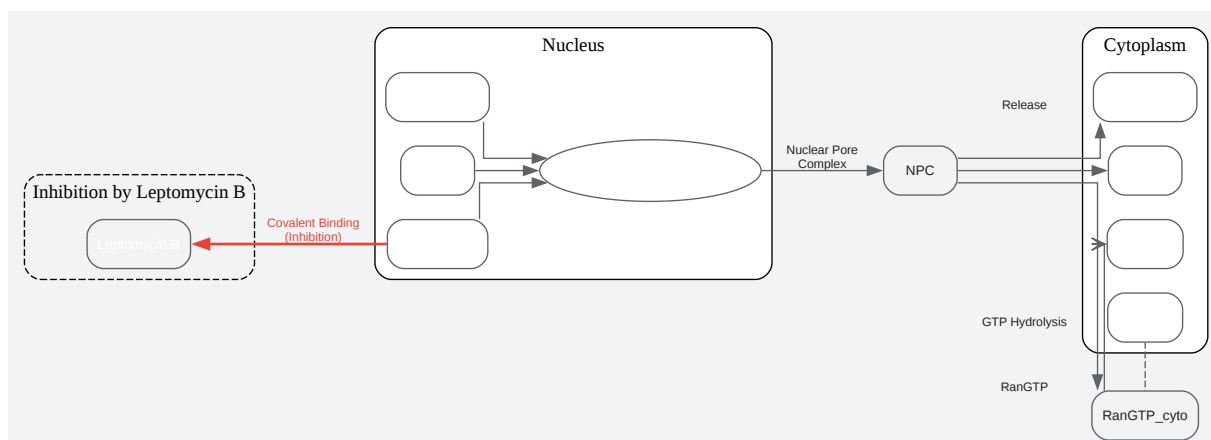 Nucleus
Cytoplasm
Release
Nuclear Pore
Complex
NPC
Inhibition by Leptomycin B
Leptomycin B
Covalent Binding
(Inhibition)
GTP Hydrolysis
RanGTP
RanGTP_cyto